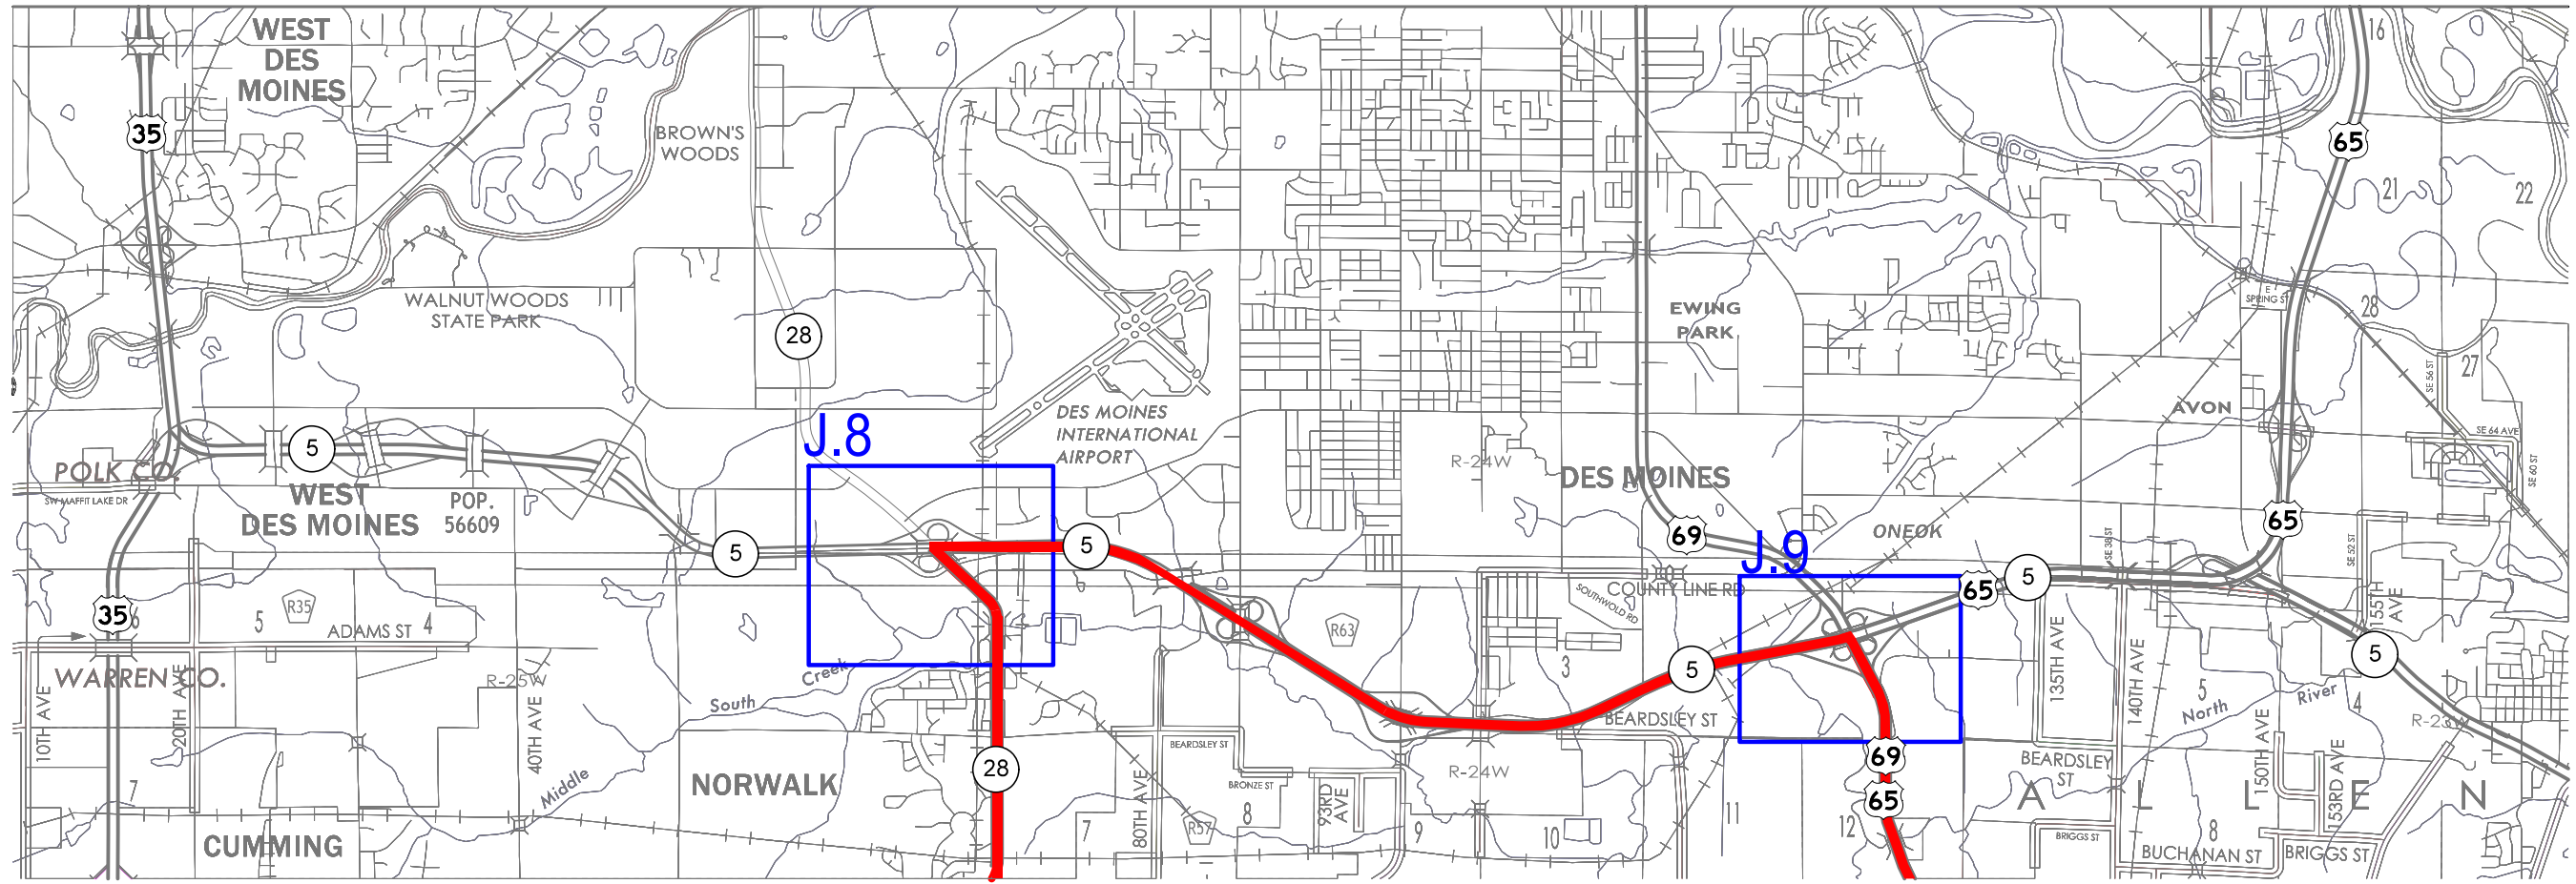 WEST
DES
MOINES
16
35
BROWN'S
WOODS
65
21
22
WALNUT WOODS
STATE PARK
28
EWING
PARK
E
SPRING ST
28
27
SE 56 ST
DES MOINES
INTERNATIONAL
AIRPORT
AVON
SE 64 AVE
SE 60 ST
J.8
5
POLK CO.
SW MAFFIT LAKE DR
WEST
DES MOINES
POP.
56609
R-24W
DES MOINES
65
69
ONEOK
J.9
SE 38 ST
SE 52 ST
5
5
COUNTY LINE RD
SOUTHWOLD RD
65
5
155TH
AVE
35
6
R35
5
ADAMS ST
4
R63
3
5
5
WARREN CO.
R-25W
10TH AVE
20TH AVE
40TH AVE
South
Creek
Middle
135TH AVE
140TH AVE
5
North
River
4
R-23W
BEARDSLEY ST
BEARDSLEY ST
69
BEARDSLEY
ST
150TH AVE
153RD AVE
28
NORWALK
7
80TH AVE
R-24W
BRONZE ST
93RD
AVE
65
A L L E N
CUMMING
7
R57
8
9
10
11
12
BRIGGS ST
8
BUCHANAN ST
BRIGGS ST